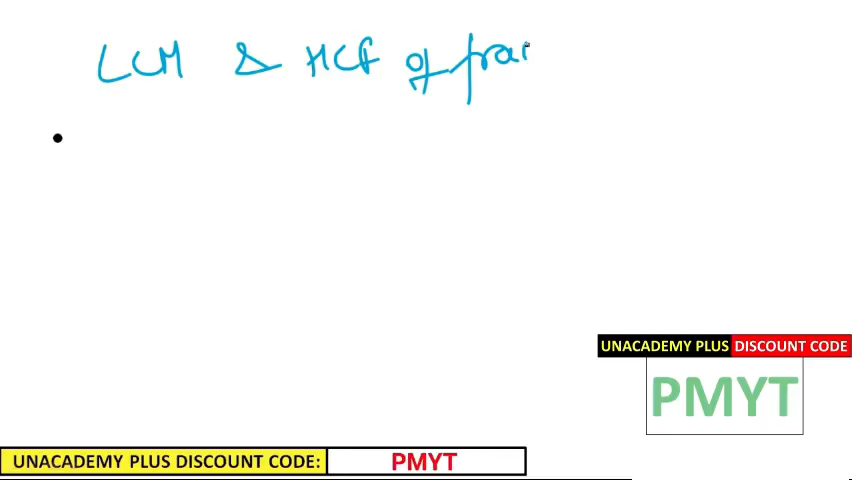 LCM & HCF of frac
UNACADEMY PLUS DISCOUNT CODE
PMYT
UNACADEMY PLUS DISCOUNT CODE: PMYT